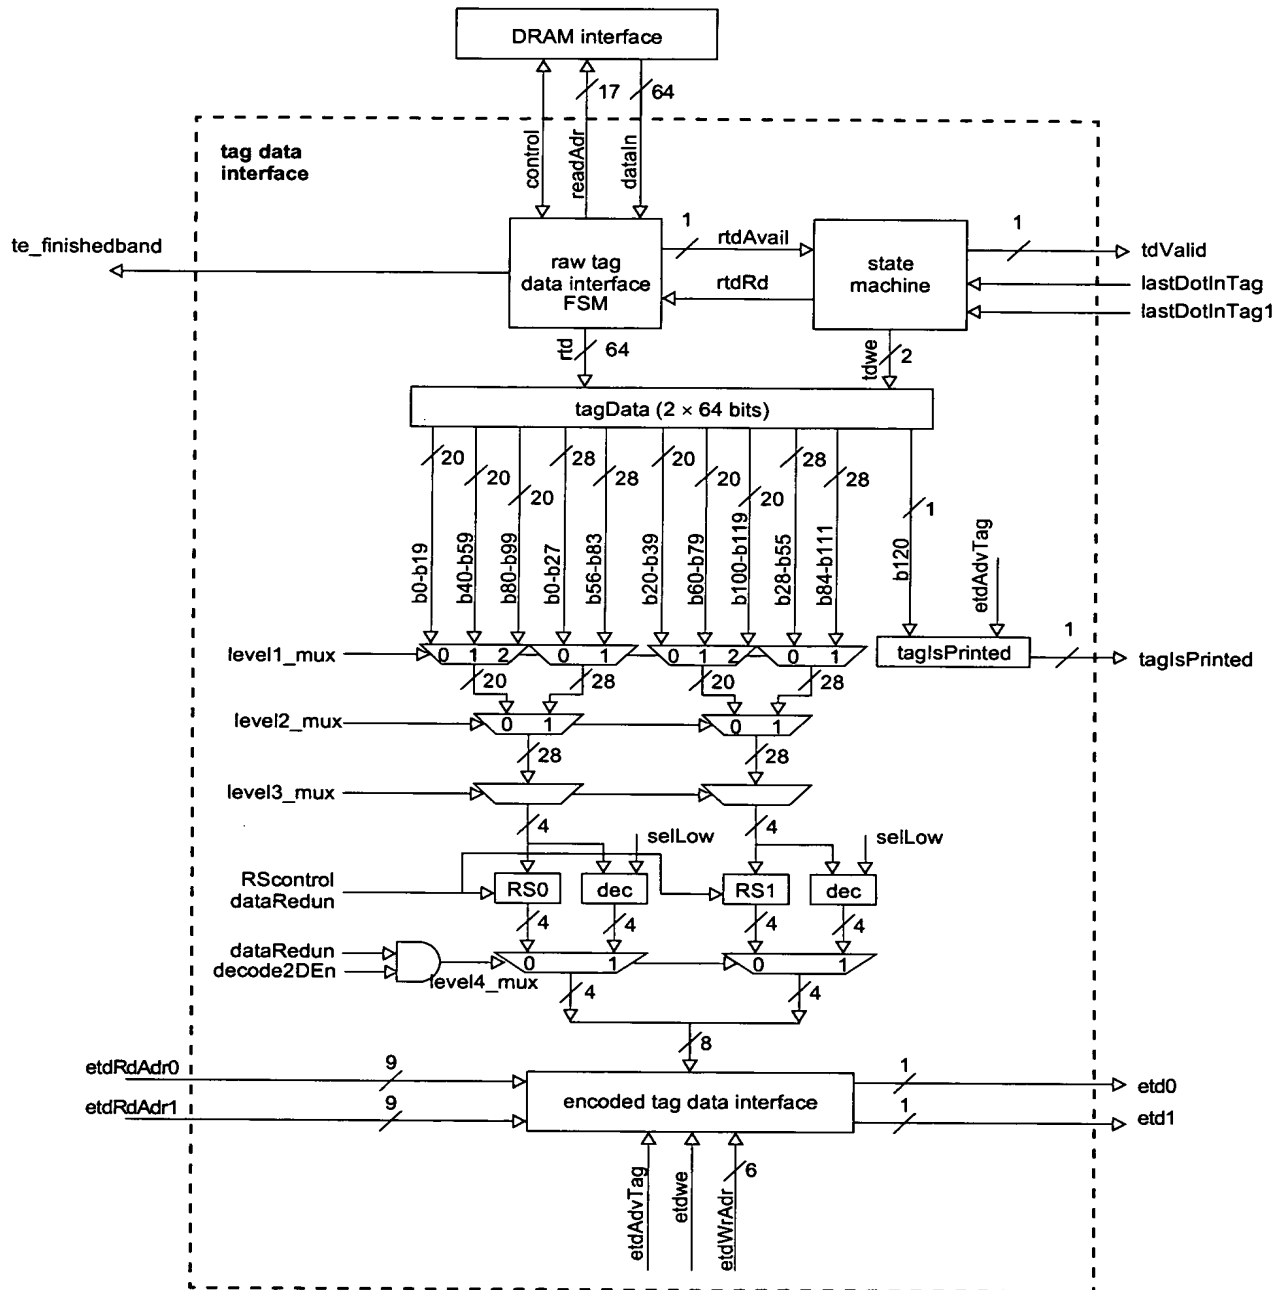 DRAM interface
17
64
control
readAdr
dataIn
tag data
interface
te_finishedband
raw tag
data interface
FSM
1
rtdAvail
rtdRd
state
machine
1
tdValid
lastDotInTag
lastDotInTag1
rtd
64
tdwe
2
tagData (2 × 64 bits)
20
20
20
28
28
20
20
20
28
28
1
b0-b19
b40-b59
b80-b99
b0-b27
b56-b83
b20-b39
b60-b79
b100-b119
b28-b55
b84-b111
b120
etdAdvTag
level1_mux
0 1 2
0 1
0 1 2
0 1
tagIsPrinted
1
tagIsPrinted
20
28
20
28
level2_mux
0 1
0 1
28
28
level3_mux
4
4
selLow
selLow
RScontrol
dataRedun
RS0
dec
RS1
dec
4
4
4
4
dataRedun
decode2DEn
level4_mux
0 1
0 1
4
4
8
etdRdAdr0
9
etdRdAdr1
9
encoded tag data interface
1
etd0
1
etd1
etdAdvTag
etdwe
etdWrAdr
6